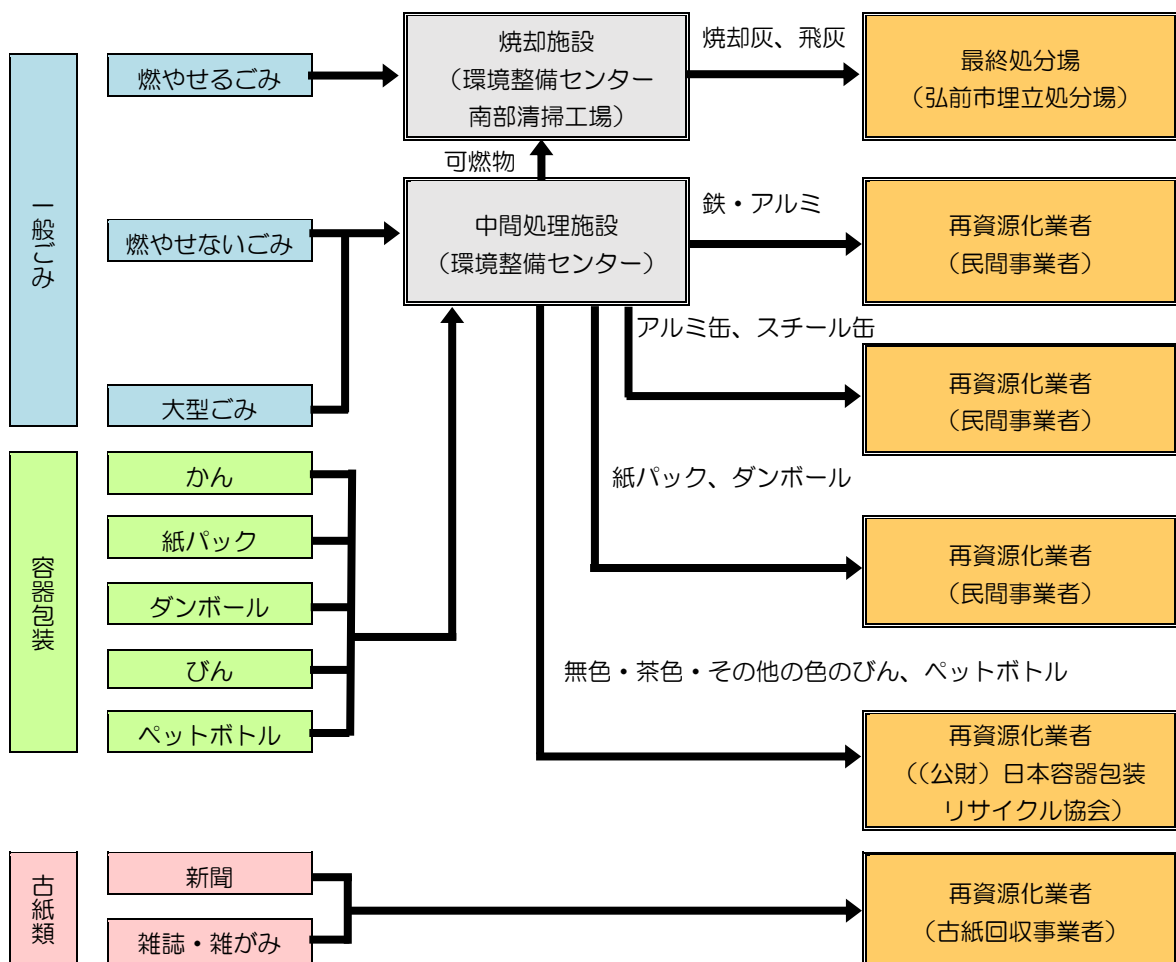 一般ごみ
燃やせるごみ
燃やせないごみ
大型ごみ
焼却施設
(環境整備センター
南部清掃工場)
可燃物
中間処理施設
(環境整備センター)
焼却灰、飛灰
最終処分場
(弘前市埋立処分場)
鉄・アルミ
再資源化業者
(民間事業者)
アルミ缶、スチール缶
再資源化業者
(民間事業者)
容器包装
かん
紙パック
ダンボール
びん
ペットボトル
紙パック、ダンボール
再資源化業者
(民間事業者)
無色・茶色・その他の色のびん、ペットボトル
再資源化業者
((公財)日本容器包装
リサイクル協会)
古紙類
新聞
雑誌・雑がみ
再資源化業者
(古紙回収事業者)